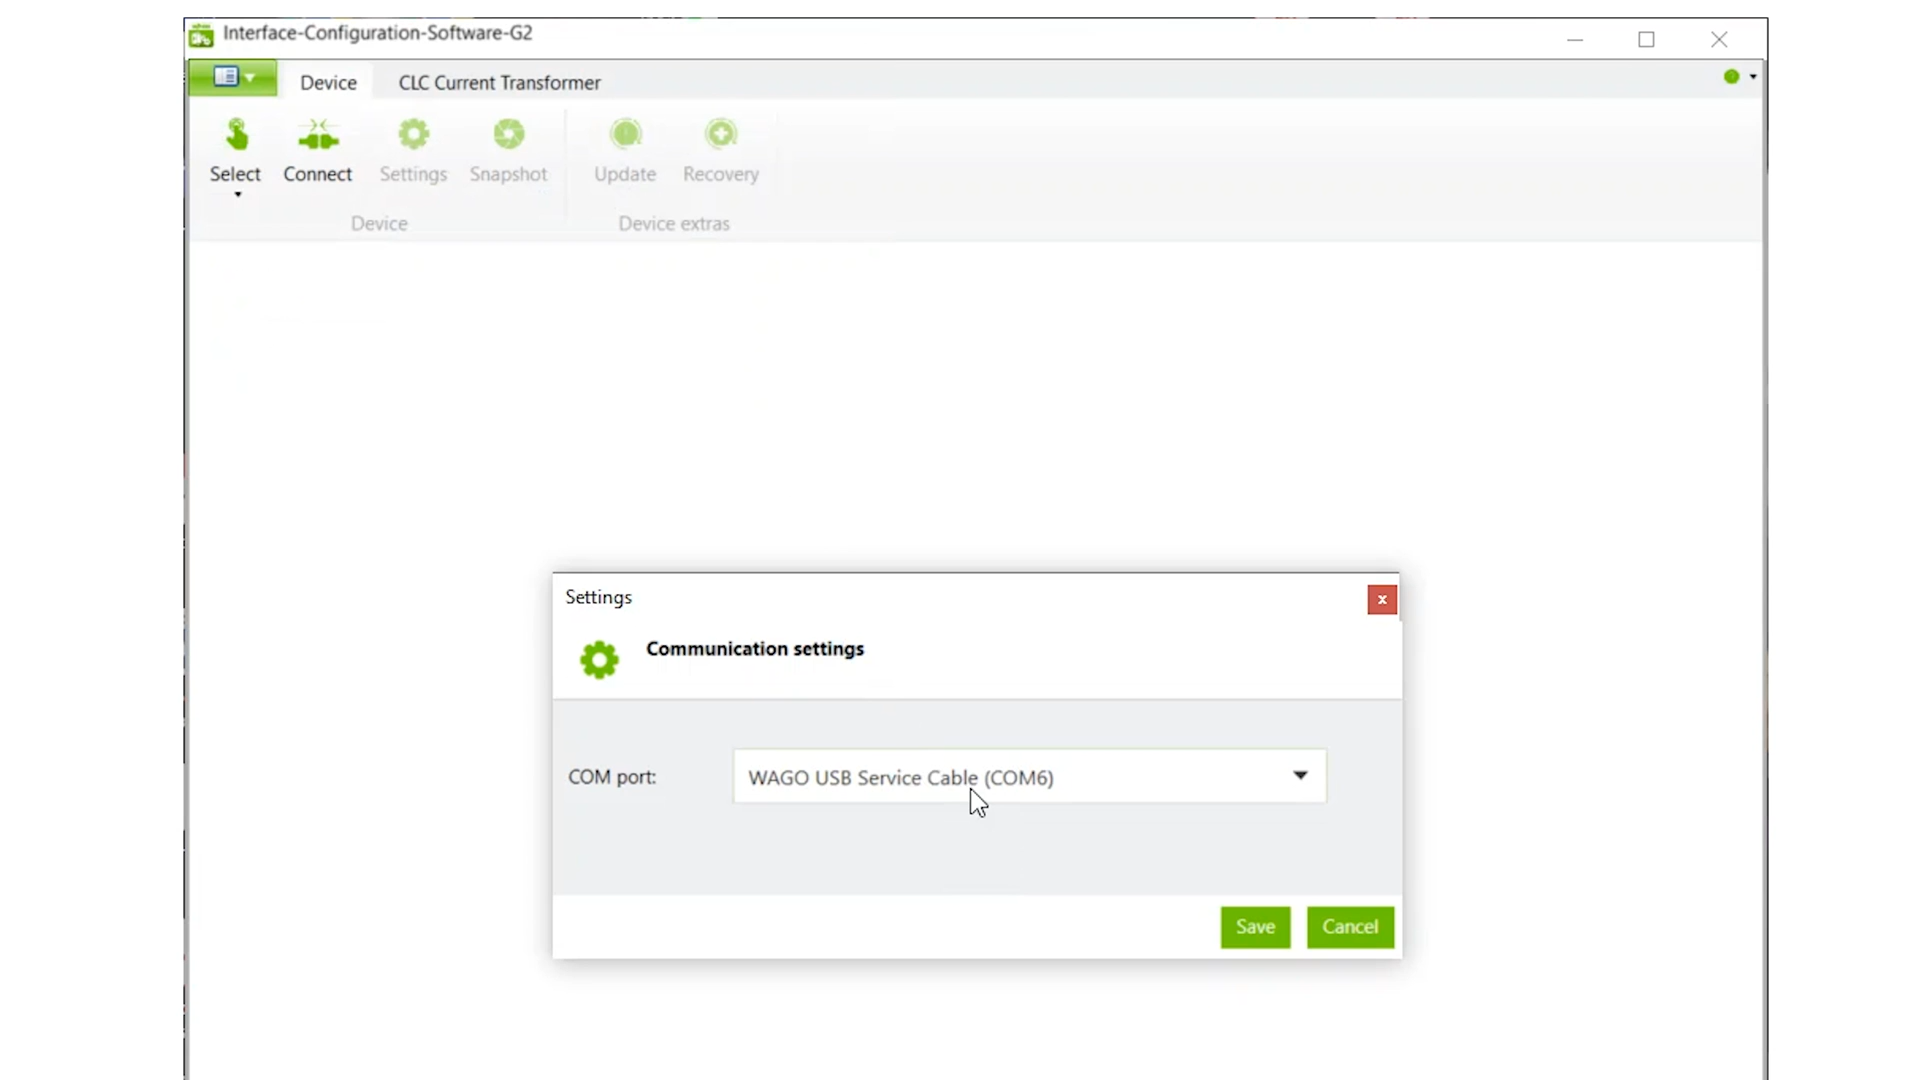 Interface-Configuration-Software-G2
Device
CLC Current Transformer
Select
Connect
Settings
Snapshot
Update
Recovery
Device
Device extras
Settings
x
Communication settings
COM port:
WAGO USB Service Cable (COM6)
Save
Cancel